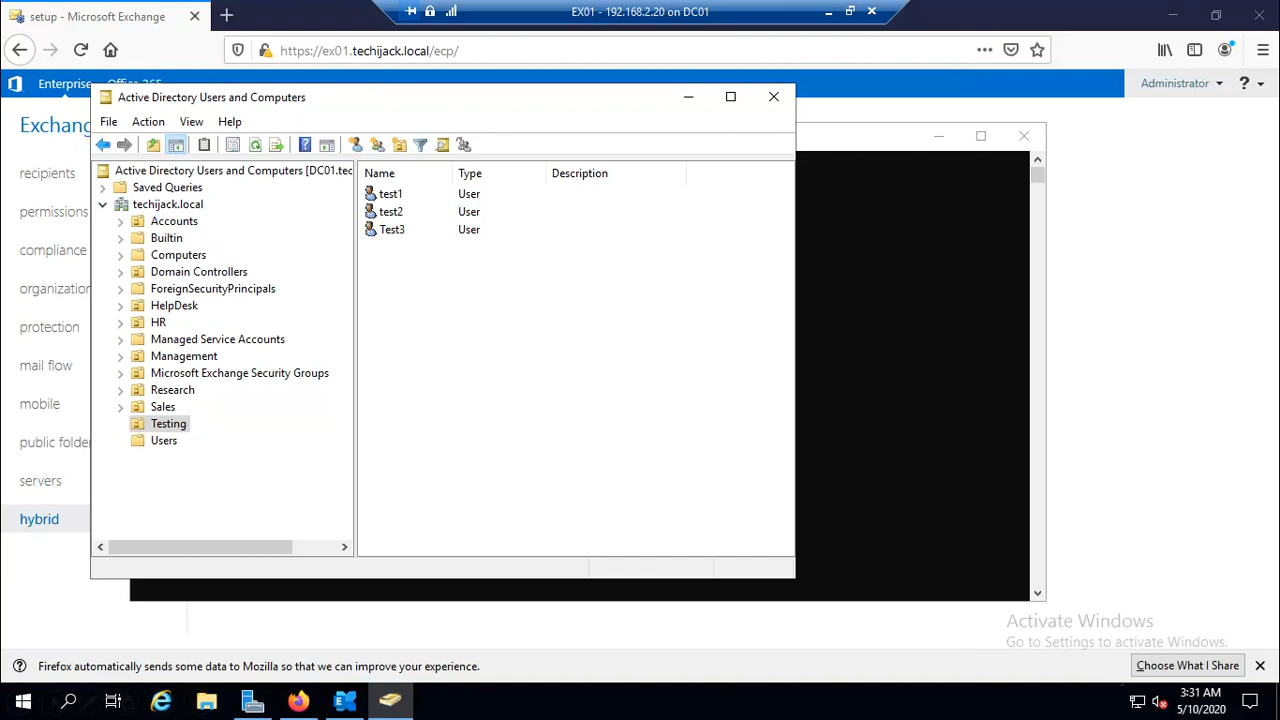 setup - Microsoft Exchange
EX01 - 192.168.2.20 on DC01
https://ex01.techijack.local/ecp/
Enterprise Office 365
Administrator
?
Exchang
recipients
permissions
compliance
organization
protection
mail flow
mobile
public folde
servers
hybrid
Active Directory Users and Computers
File Action View Help
Active Directory Users and Computers [DC01.tec
Saved Queries
techijack.local
Accounts
Builtin
Computers
Domain Controllers
ForeignSecurityPrincipals
HelpDesk
HR
Managed Service Accounts
Management
Microsoft Exchange Security Groups
Research
Sales
Testing
Users
Name Type Description
test1 User
test2 User
Test3 User
Activate Windows
Go to Settings to activate Windows.
Firefox automatically sends some data to Mozilla so that we can improve your experience.
Choose What I Share
3:31 AM
5/10/2020